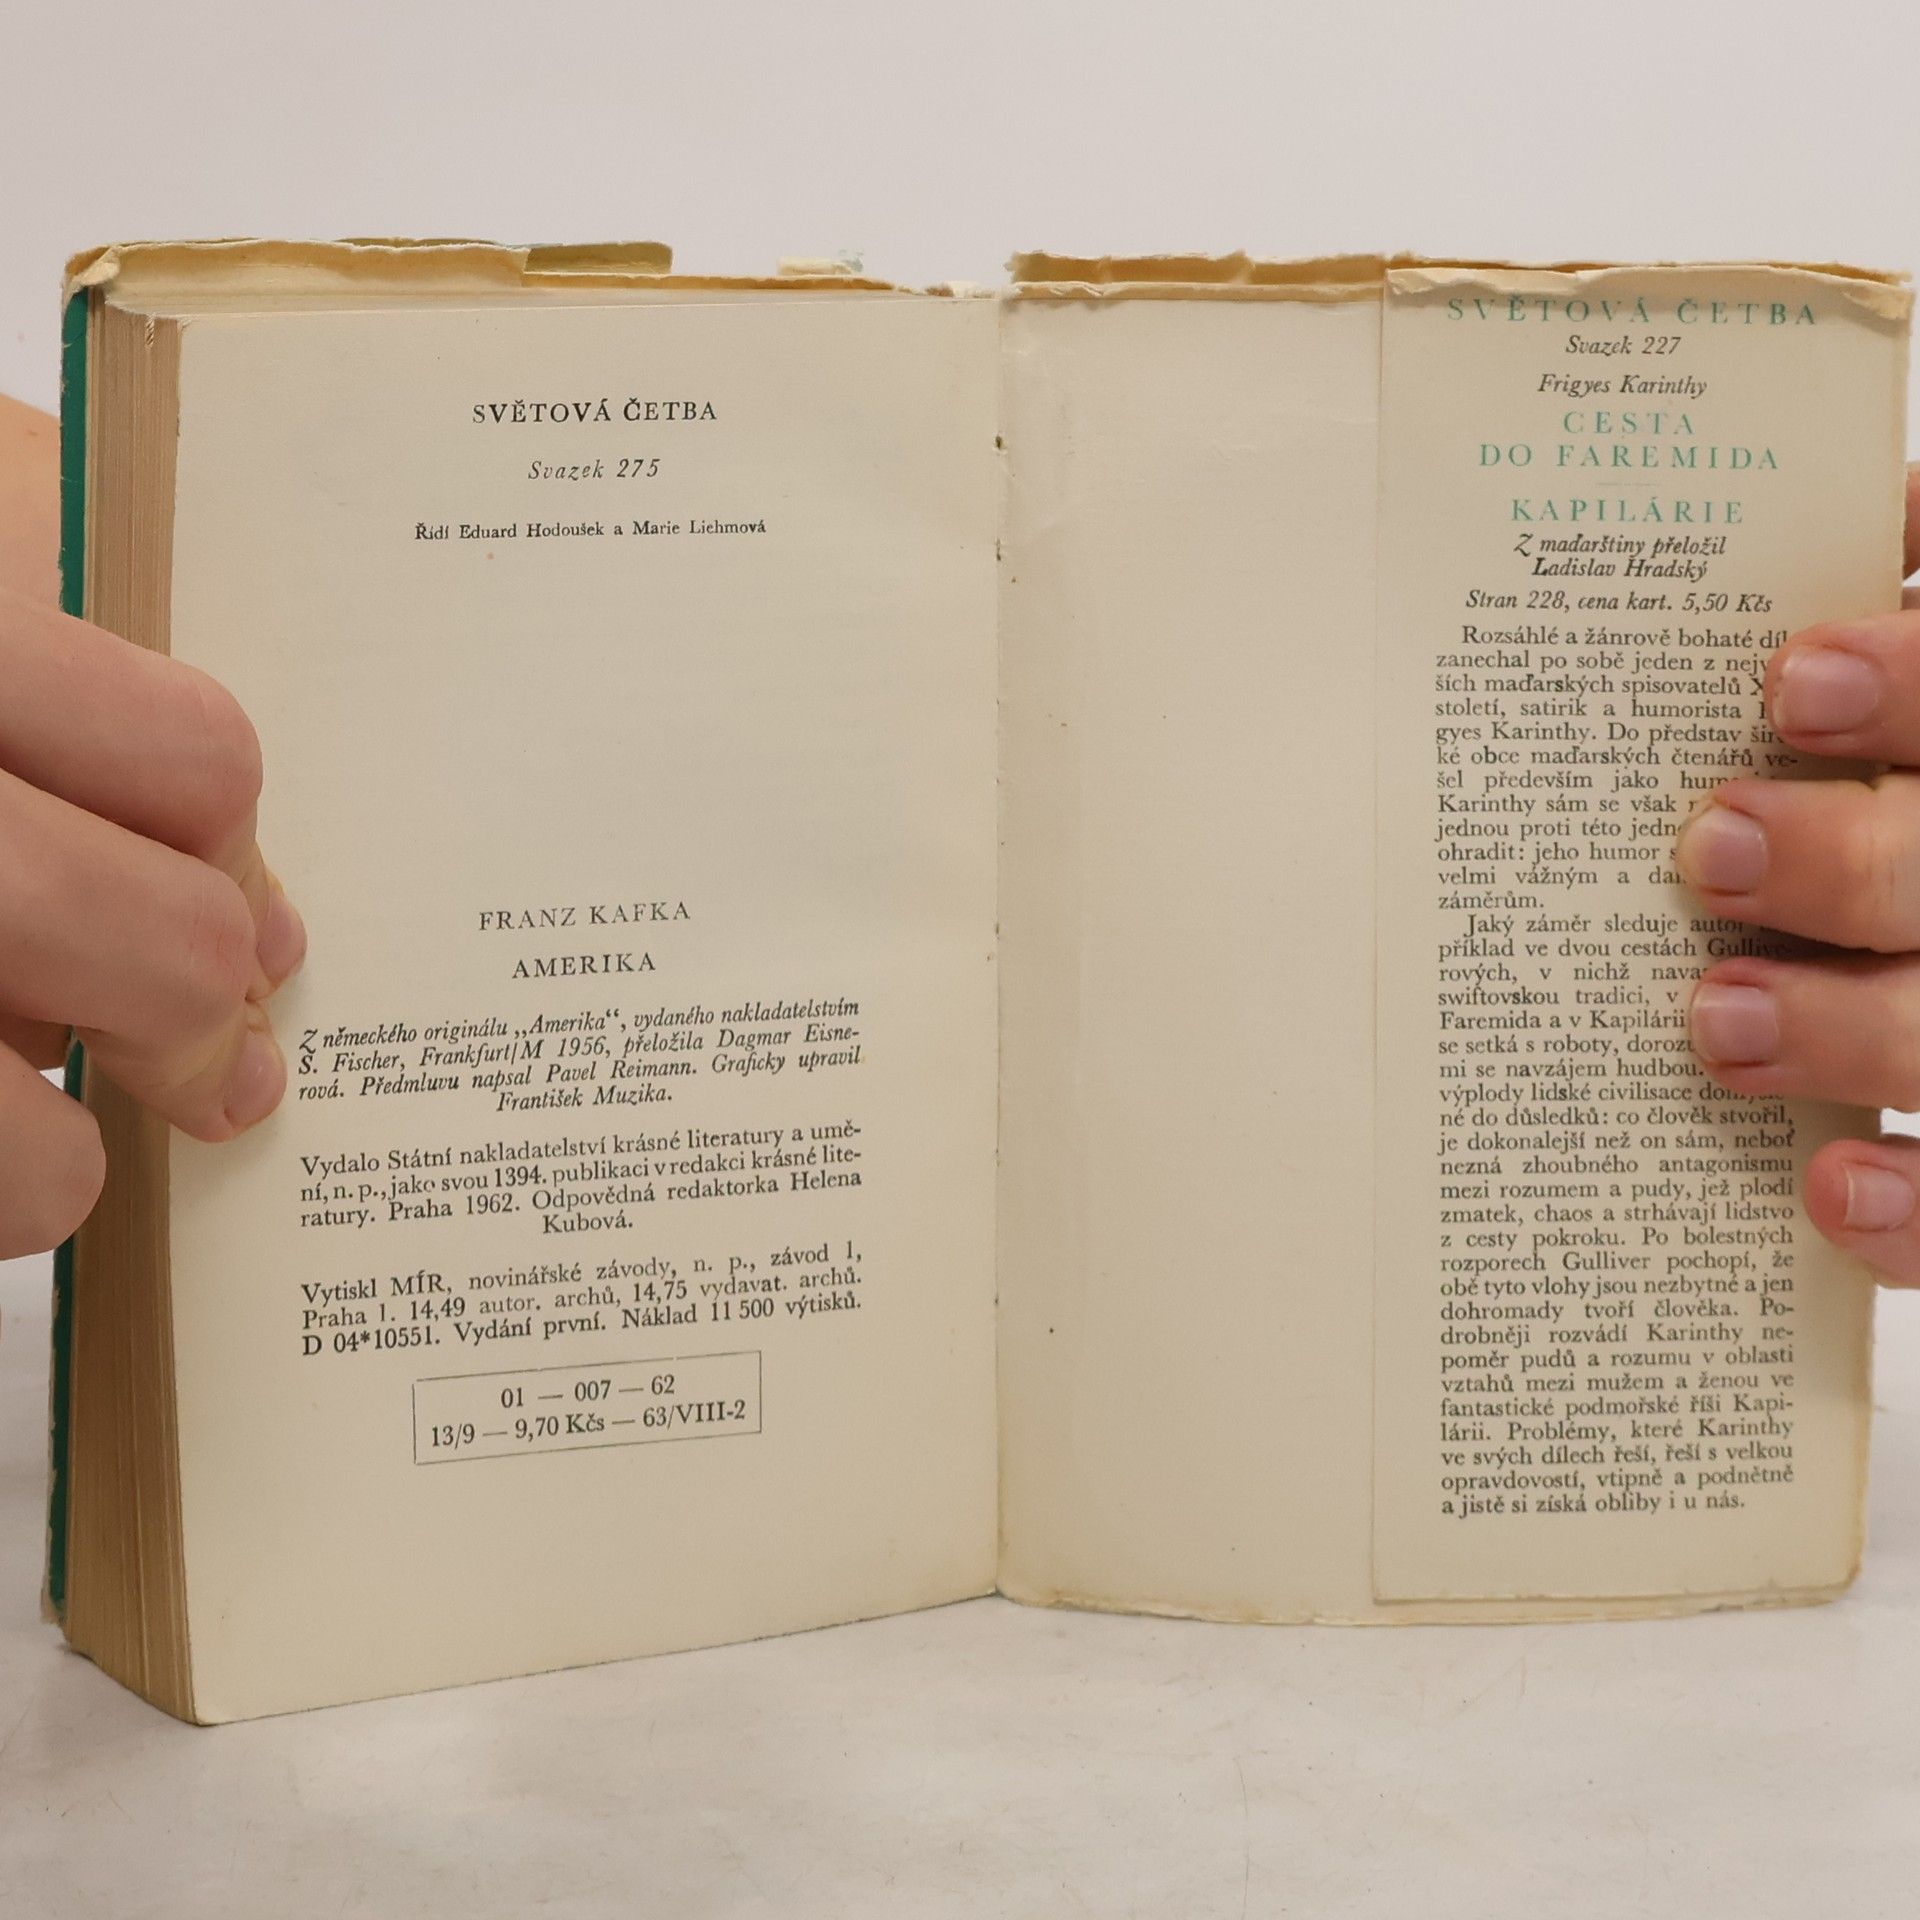 SVĚTOVÁ ČETBA
Svazek 275
Řídí Eduard Hodoušek a Marie Liehmová
FRANZ KAFKA
AMERIKA
Z německého originálu „Amerika“, vydaného nakladatelstvím
S. Fischer, Frankfurt/M 1956, přeložila Dagmar Eisne-
rová. Předmluvu napsal Pavel Reimann. Graficky upravil
František Muzika.
Vydalo Státní nakladatelství krásné literatury a umě-
ní, n. p., jako svou 1394. publikaci v redakci krásné lite-
ratury. Praha 1962. Odpovědná redaktorka Helena
Kubová.
Vytiskl MÍR, novinářské závody, n. p., závod 1,
Praha 1. 14,49 autor. archů, 14,75 vydavat. archů.
D 04*10551. Vydání první. Náklad 11 500 výtisků.
01 — 007 — 62
13/9 — 9,70 Kčs — 63/VIII-2
SVĚTOVÁ ČETBA
Svazek 227
Frigyes Karinthy
CESTA
DO FAREMIDA
KAPILÁRIE
Z maďarštiny přeložil
Ladislav Hradský
Stran 228, cena kart. 5,50 Kčs
Rozsáhlé a žánrově bohaté
zanechal po sobě jeden z
ších maďarských spisovatelů
století, satirik a humorista
gyes Karinthy. Do představ
ké obce maďarských čtenářů ve-
šel především jako
Karinthy sám se však
jednou proti této
ohradit: jeho humor
velmi vážným a
záměrům.
Jaký záměr sleduje autor
příklad ve dvou cestách Gullive-
rových, v nichž
swiftovskou tradici, v
Faremida a v Kapilárii
se setká s roboty,
mi se navzájem hudbou.
výplody lidské civilisace
né do důsledků: co člověk stvořil,
je dokonalejší než on sám, neboť
nezná zhoubného antagonismu
mezi rozumem a pudy, jež plodí
zmatek, chaos a strhávají lidstvo
z cesty pokroku. Po bolestných
rozporech Gulliver pochopí, že
obě tyto vlohy jsou nezbytné a jen
dohromady tvoří člověka. Po-
drobněji rozvádí Karinthy ne-
poměr pudů a rozumu v oblasti
vztahů mezi mužem a ženou ve
fantastické podmořské říši Kapi-
lárii. Problémy, které Karinthy
ve svých dílech řeší, řeší s velkou
opravdovostí, vtipně a podnětně
a jistě si získá obliby i u nás.